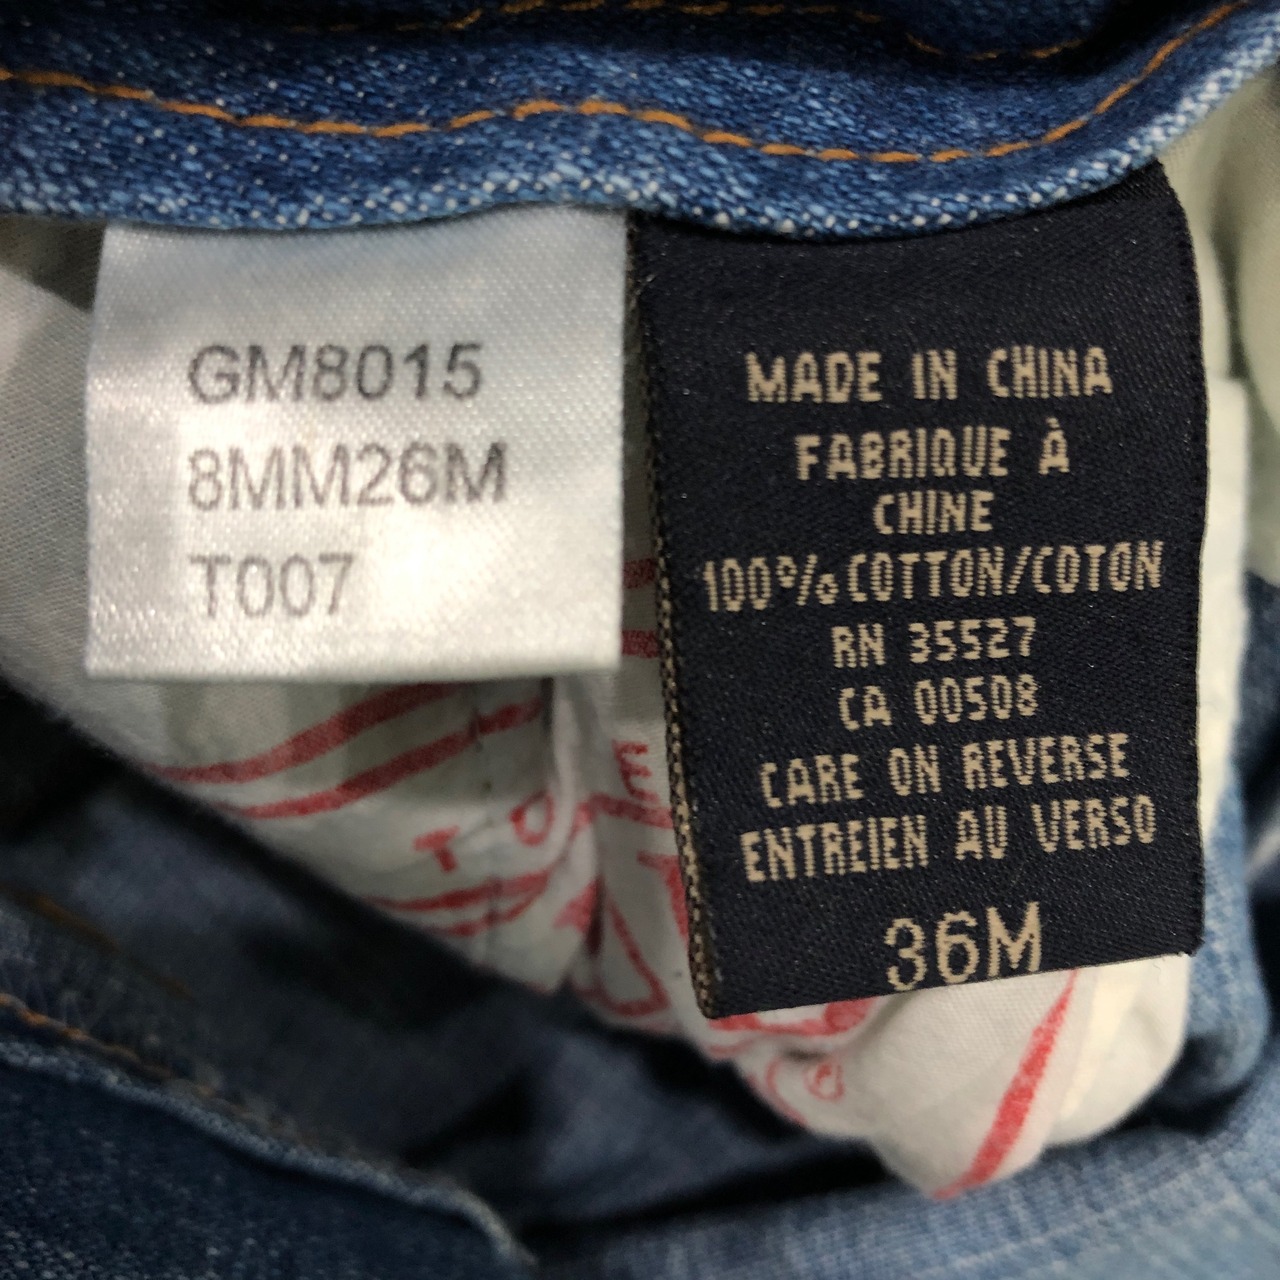 GM8015
8MM26M
T007
MADE IN CHINA
FABRIQUE À
CHINE
100% COTTON/COTON
RN 35527
CA 00508
CARE ON REVERSE
ENTREIEN AU VERSO
36M